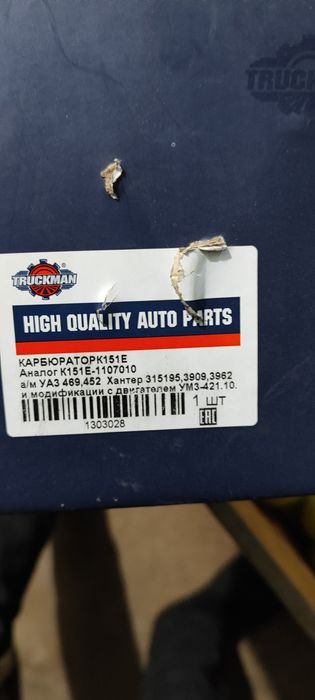 TRUCKMAN
TRUCKMAN
HIGH QUALITY AUTO PARTS
КАРБЮРАТОРК151Е
Аналог К151Е-1107010
а/м УАЗ 469,452 Хантер 315195,3909,3962
и модификации с двигателем УМЗ-421.10.
1 шт
1303028
EAC